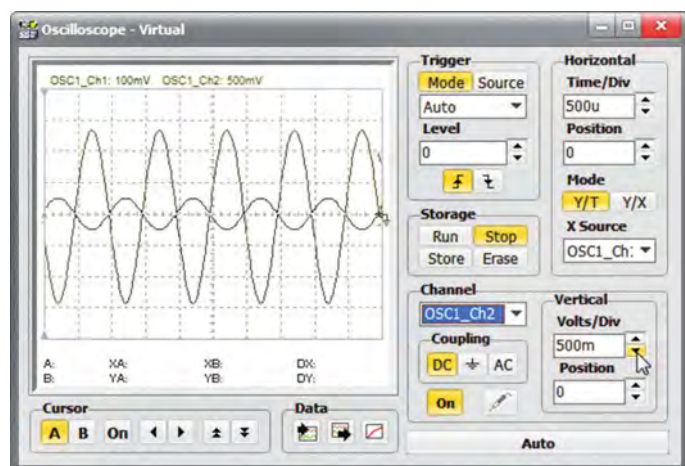 Oscilloscope - Virtual
OSC1_Ch1: 100mV OSC1_Ch2: 500mV
A: XA: XB: DX:
B: YA: YB: DY:
Cursor
A B On
Data
Trigger
Mode Source
Auto
Level
0
Storage
Run Stop
Store Erase
Horizontal
Time/Div
500u
Position
0
Mode
Y/T Y/X
X Source
OSC1_Ch:
Channel
OSC1_Ch2
Coupling
DC AC
On
Vertical
Volts/Div
500m
Position
0
Auto